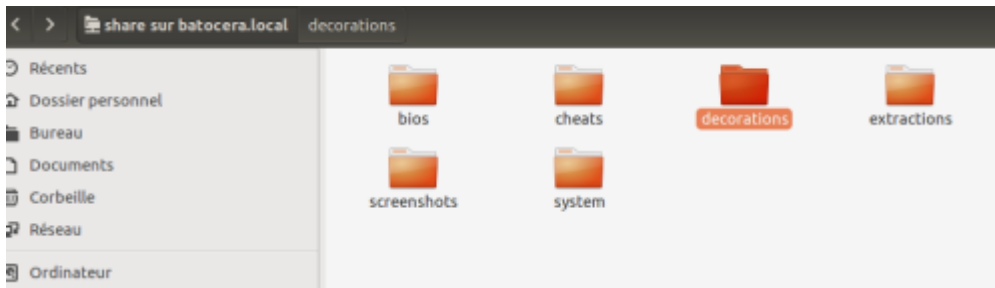 share sur batocera.local decorations
Récents
Dossier personnel
Bureau
Documents
Corbeille
Réseau
Ordinateur
bios cheats decorations extractions
screenshots system